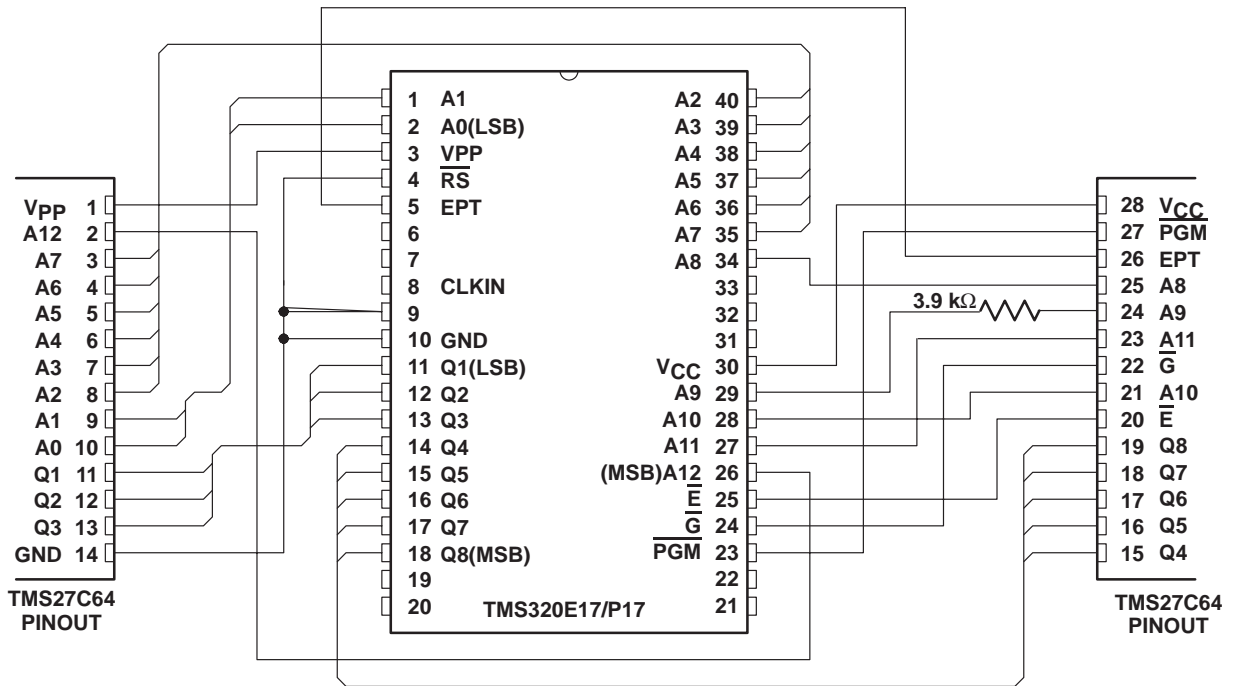 VPP 1
A12 2
A7 3
A6 4
A5 5
A4 6
A3 7
A2 8
A1 9
A0 10
Q1 11
Q2 12
Q3 13
GND 14
TMS27C64
PINOUT
1 A1
2 A0(LSB)
3 VPP
4 R̅S̅
5 EPT
6
7
8 CLKIN
9
10 GND
11 Q1(LSB)
12 Q2
13 Q3
14 Q4
15 Q5
16 Q6
17 Q7
18 Q8(MSB)
19
20
A2 40
A3 39
A4 38
A5 37
A6 36
A7 35
A8 34
33
32
31
VCC 30
A9 29
A10 28
A11 27
(MSB)A12 26
E̅ 25
G̅ 24
P̅G̅M̅ 23
22
21
TMS320E17/P17
3.9 kΩ
28 VCC
27 P̅G̅M̅
26 EPT
25 A8
24 A9
23 A11
22 G̅
21 A10
20 E̅
19 Q8
18 Q7
17 Q6
16 Q5
15 Q4
TMS27C64
PINOUT